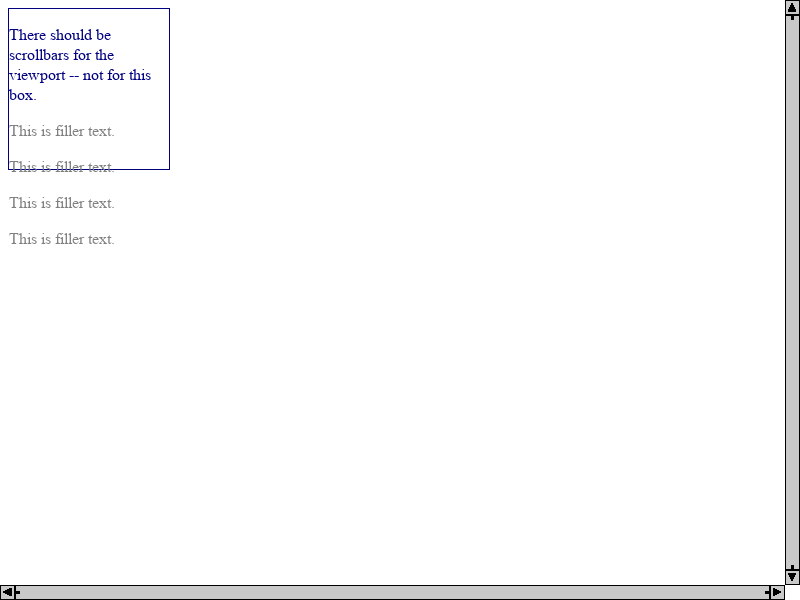 There should be
scrollbars for the
viewport -- not for this
box.
This is filler text.
This is filler text.
This is filler text.
This is filler text.